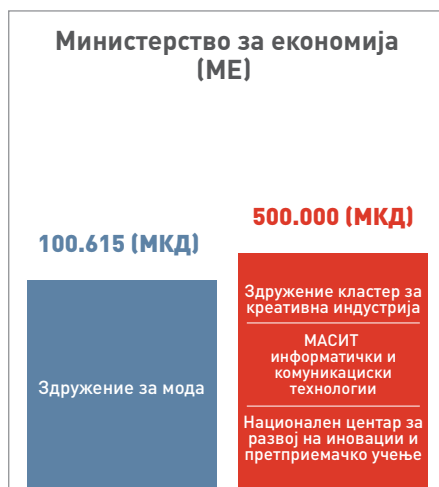 Министерство за економија
(МЕ)
500.000 (МКД)
100.615 (МКД)
Здружение кластер за
креативна индустрија
МАСИТ
информатички и
комуникациски
технологии
Здружение за мода
Национален центар за
развој на иновации и
претприемачко учење